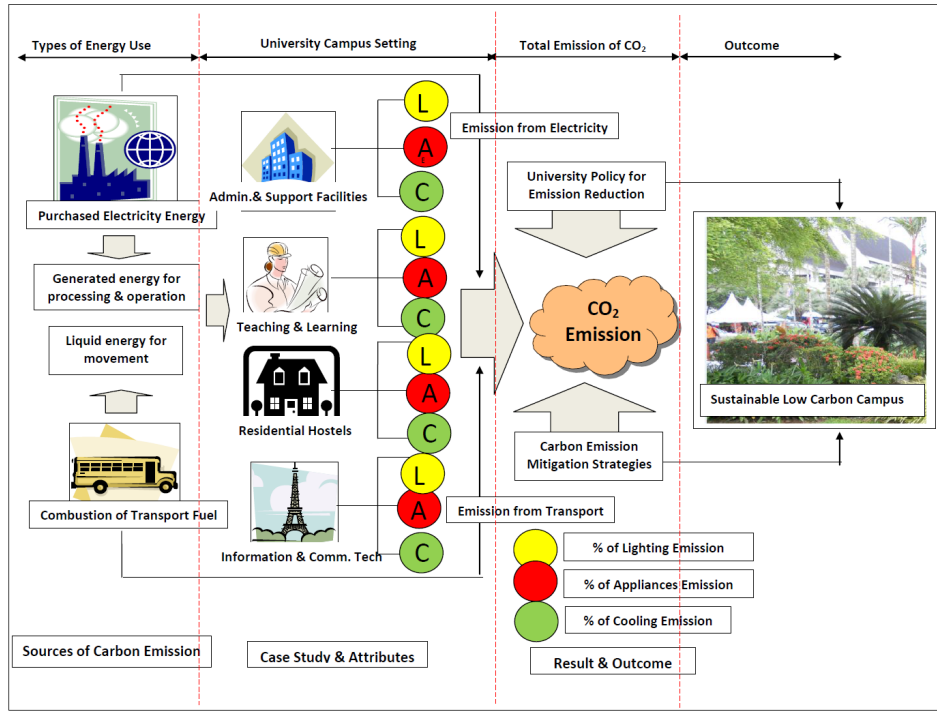 Types of Energy Use
University Campus Setting
Total Emission of CO₂
Outcome
Purchased Electricity Energy
Generated energy for
processing & operation
Liquid energy for
movement
Combustion of Transport Fuel
Sources of Carbon Emission
Admin.& Support Facilities
L
A
E
C
Teaching & Learning
L
A
C
Residential Hostels
L
A
C
Information & Comm. Tech
L
A
C
Case Study & Attributes
Emission from Electricity
University Policy for
Emission Reduction
CO₂
Emission
Carbon Emission
Mitigation Strategies
Emission from Transport
% of Lighting Emission
% of Appliances Emission
% of Cooling Emission
Result & Outcome
Sustainable Low Carbon Campus